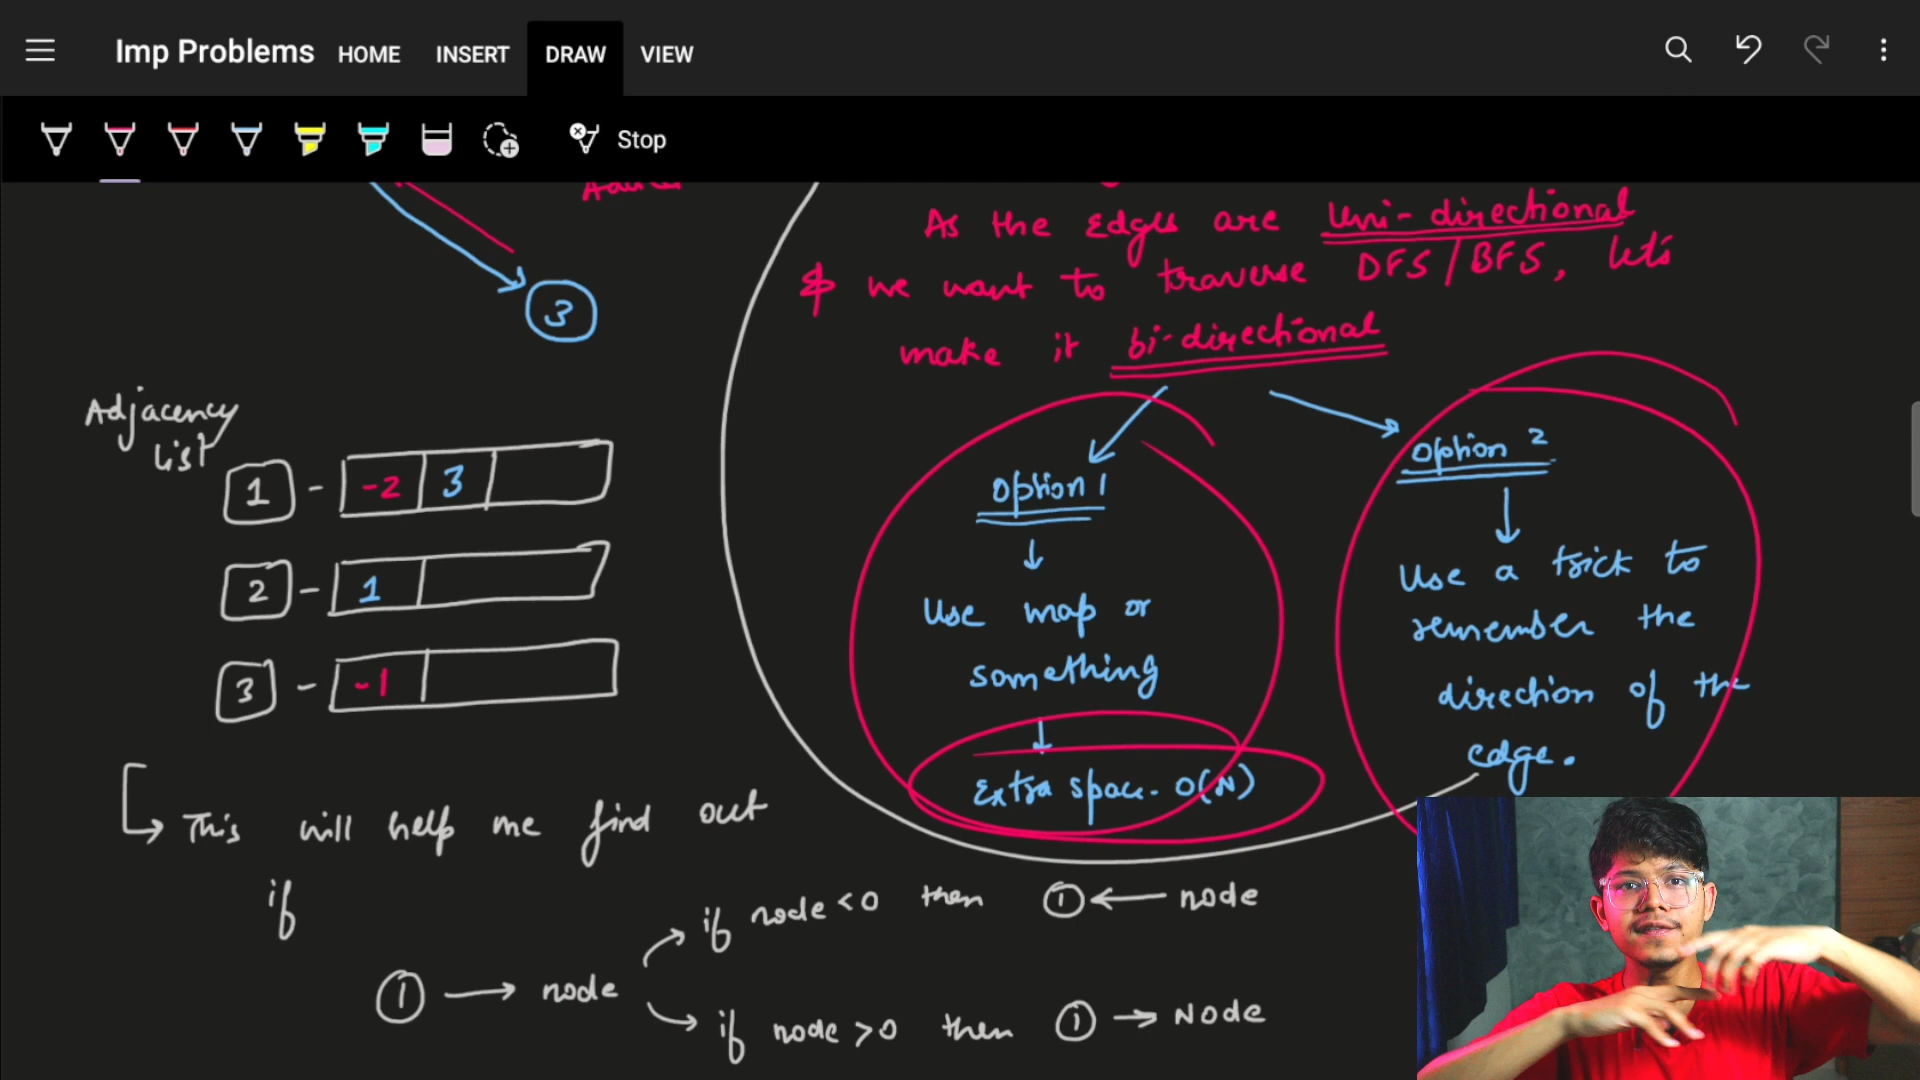 Imp Problems HOME INSERT DRAW VIEW
Stop
As the Edges are Uni-directional
& we want to traverse DFS/BFS, let's
make it bi-directional
3
Adjacency
List
1 - -2 3
2 - 1
3 - -1
Option 1
Use map or
something
Extra space - O(N)
Option 2
Use a trick to
remember the
direction of the
edge.
This will help me find out
if
1 → node
if node <0 then 1 ← node
if node >0 then 1 → NODE